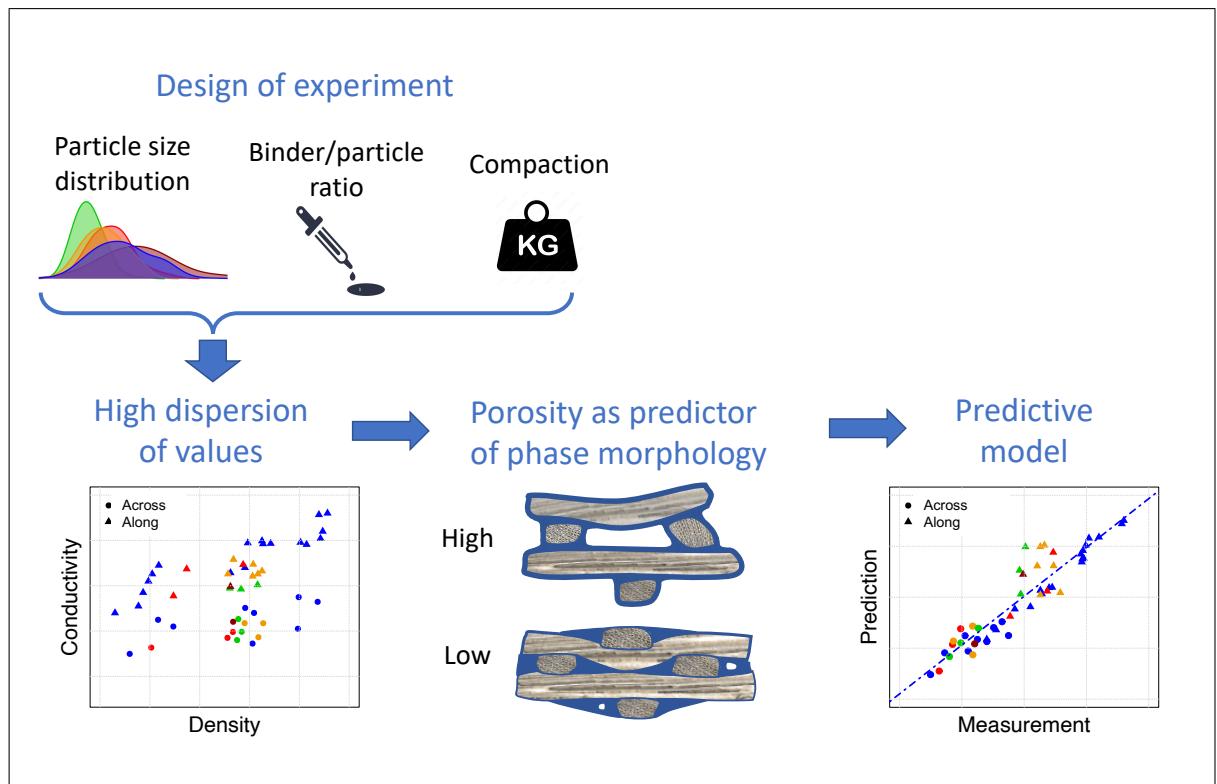 Design of experiment
Particle size
distribution
Binder/particle
ratio
Compaction
KG
High dispersion
of values
Porosity as predictor
of phase morphology
Predictive
model
Across
Along
Conductivity
Density
High
Low
Across
Along
Prediction
Measurement